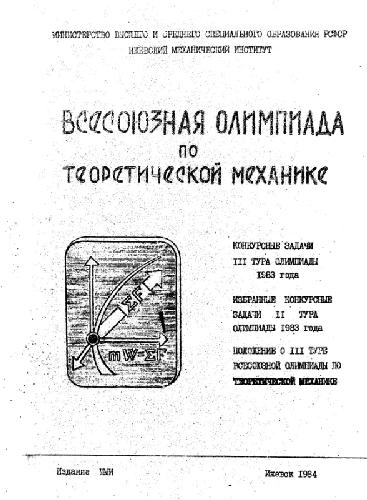 МИНИСТЕРСТВО ВЫСШЕГО И СРЕДНЕГО СПЕЦИАЛЬНОГО ОБРАЗОВАНИЯ РСФСР
ИЖЕВСКИЙ МЕХАНИЧЕСКИЙ ИНСТИТУТ
ВСЕСОЮЗНАЯ ОЛИМПИАДА
ПО
ТЕОРЕТИЧЕСКОЙ МЕХАНИКЕ
КОНКУРСНЫЕ ЗАДАЧИ
III ТУРА ОЛИМПИАДЫ
1983 года
ИЗБРАННЫЕ КОНКУРСНЫЕ
ЗАДАЧИ II ТУРА
ОЛИМПИАДЫ 1983 года
ПОЛОЖЕНИЕ О III ТУРЕ
ВСЕСОЮЗНОЙ ОЛИМПИАДЫ ПО
ТЕОРЕТИЧЕСКОЙ МЕХАНИКЕ
ΣF
mW=ΣF
Издание ИМИ
Ижевск 1984